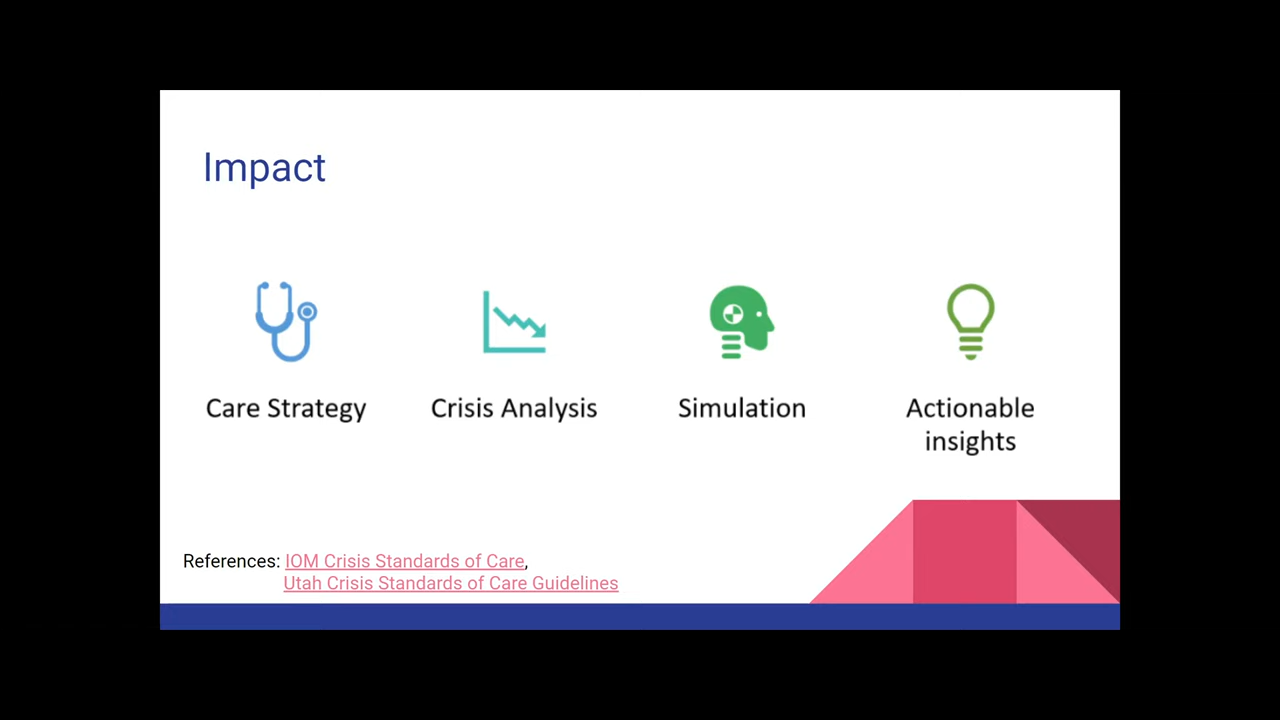 Impact
Care Strategy
Crisis Analysis
Simulation
Actionable
insights
References: IOM Crisis Standards of Care,
Utah Crisis Standards of Care Guidelines